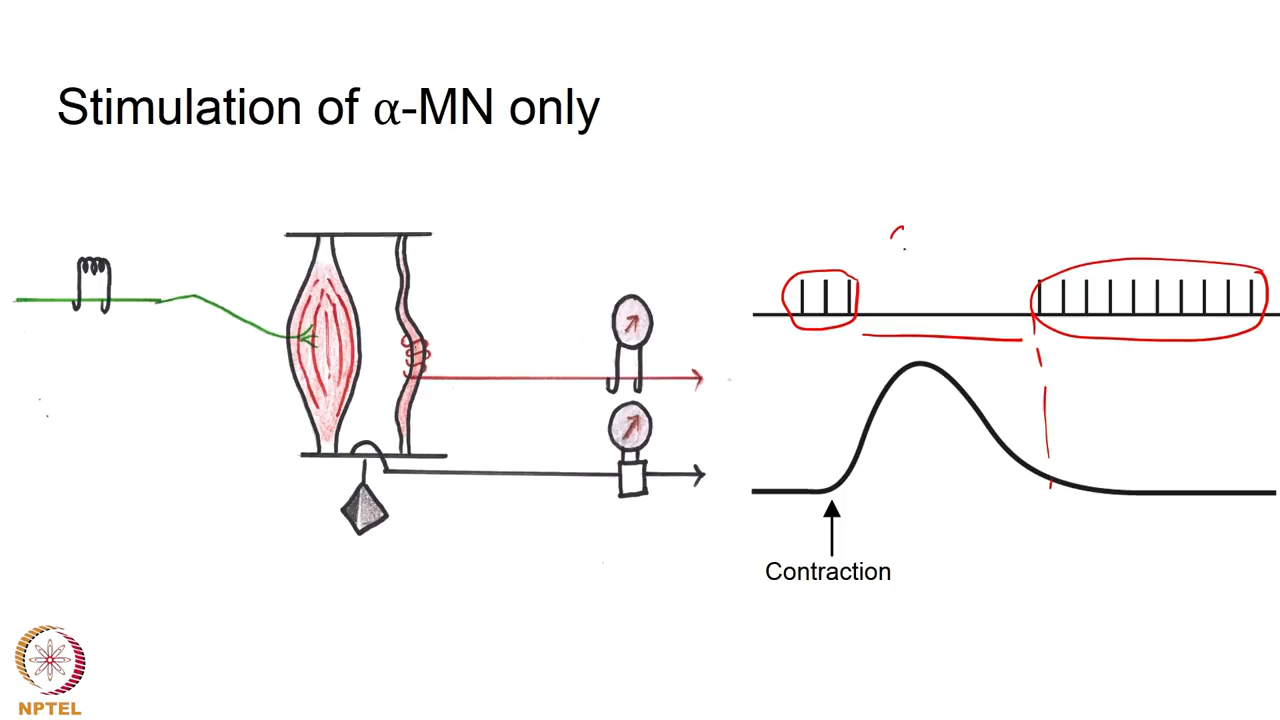 Stimulation of α-MN only
Contraction
NPTEL